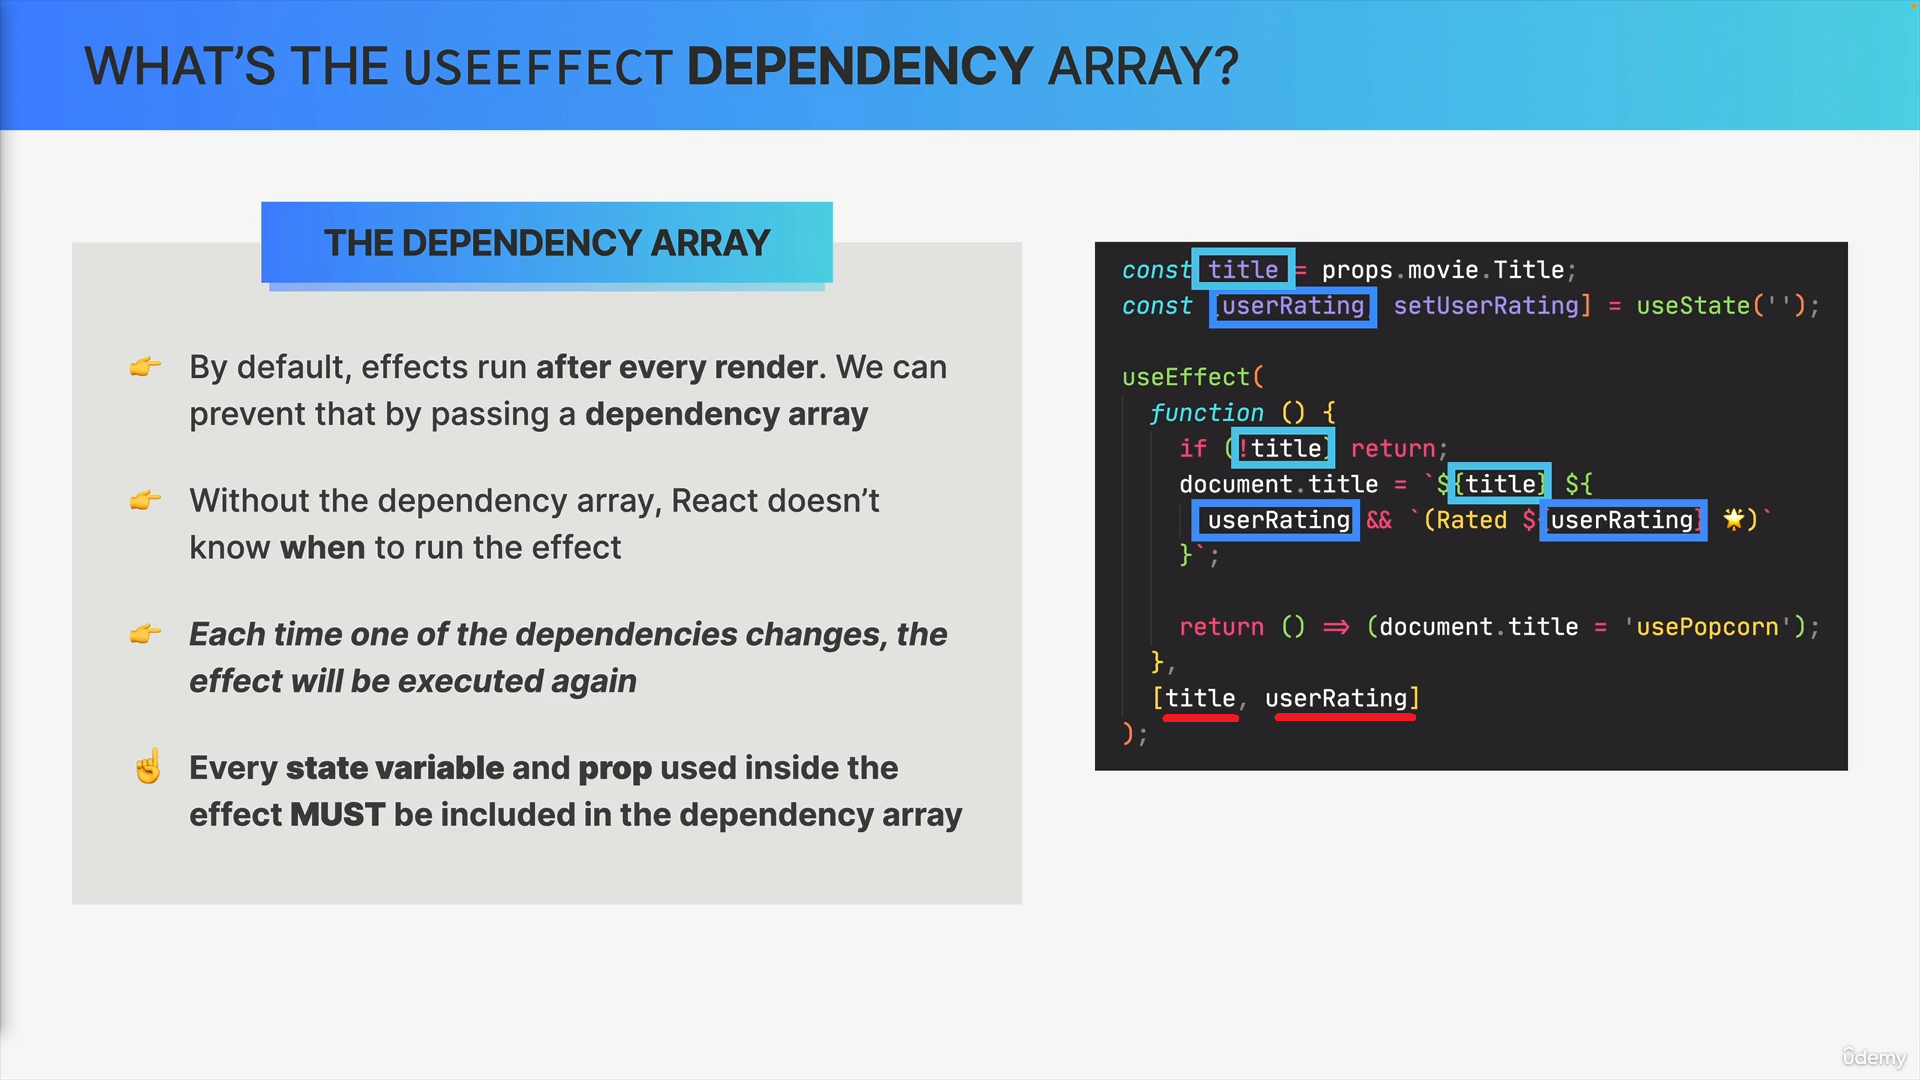 WHAT'S THE USEEFFECT DEPENDENCY ARRAY?
THE DEPENDENCY ARRAY
👉 By default, effects run after every render. We can
prevent that by passing a dependency array
👉 Without the dependency array, React doesn't
know when to run the effect
👉 Each time one of the dependencies changes, the
effect will be executed again
☝️ Every state variable and prop used inside the
effect MUST be included in the dependency array
const title = props.movie.Title;
const [userRating, setUserRating] = useState('');
useEffect(
function () {
if (!title) return;
document.title = `${title} ${
userRating && `(Rated ${userRating} 🌟)`
}`;
return () => (document.title = 'usePopcorn');
},
[title, userRating]
);
ûdemy